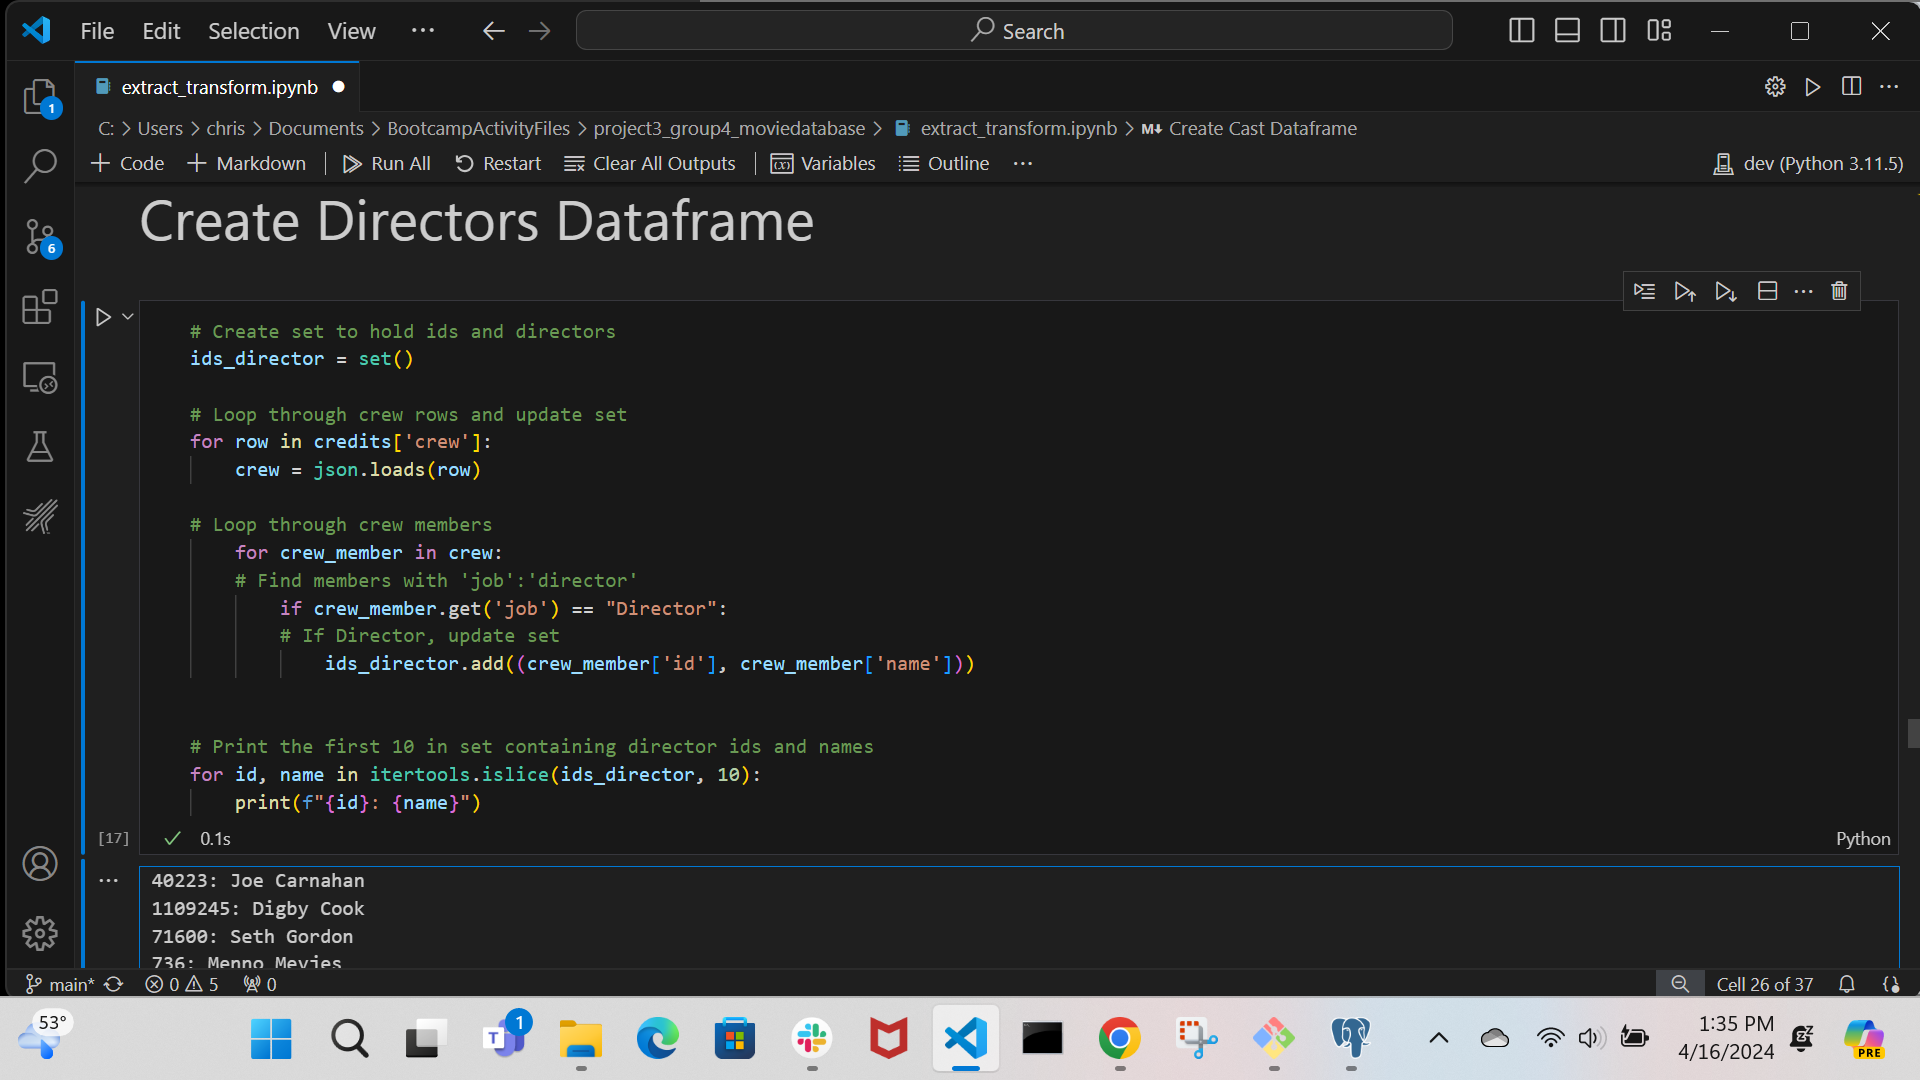 File Edit Selection View ··· Search
extract_transform.ipynb
1
C: > Users > chris > Documents > BootcampActivityFiles > project3_group4_moviedatabase > extract_transform.ipynb > M↓ Create Cast Dataframe
+ Code + Markdown | Run All Restart Clear All Outputs | (x) Variables Outline ··· dev (Python 3.11.5)
Create Directors Dataframe
6
# Create set to hold ids and directors
ids_director = set()
# Loop through crew rows and update set
for row in credits['crew']:
    crew = json.loads(row)
# Loop through crew members
    for crew_member in crew:
    # Find members with 'job':'director'
        if crew_member.get('job') == "Director":
        # If Director, update set
            ids_director.add((crew_member['id'], crew_member['name']))
# Print the first 10 in set containing director ids and names
for id, name in itertools.islice(ids_director, 10):
    print(f"{id}: {name}")
[17] ✓ 0.1s Python
40223: Joe Carnahan
1109245: Digby Cook
71600: Seth Gordon
736: Menno Meyjes
main* 0 5 0 Cell 26 of 37
53° T 1 PRE
1:35 PM
4/16/2024